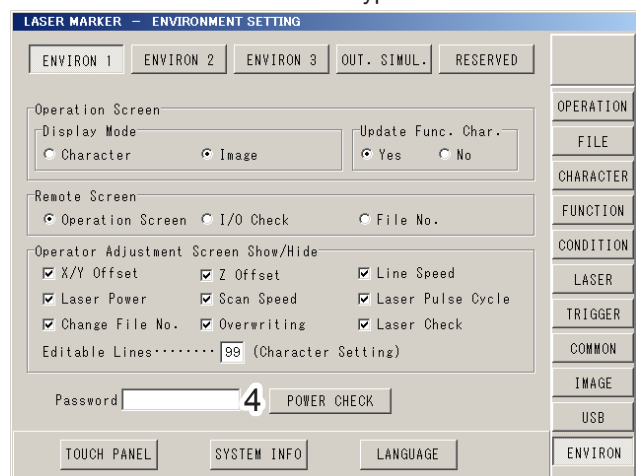 LASER MARKER – ENVIRONMENT SETTING
ENVIRON 1 ENVIRON 2 ENVIRON 3 OUT. SIMUL. RESERVED
Operation Screen
Display Mode
Character Image
Update Func. Char.
Yes No
Remote Screen
Operation Screen I/O Check File No.
Operator Adjustment Screen Show/Hide
X/Y Offset Z Offset Line Speed
Laser Power Scan Speed Laser Pulse Cycle
Change File No. Overwriting Laser Check
Editable Lines········ 99 (Character Setting)
Password 4 POWER CHECK
TOUCH PANEL SYSTEM INFO LANGUAGE
OPERATION
FILE
CHARACTER
FUNCTION
CONDITION
LASER
TRIGGER
COMMON
IMAGE
USB
ENVIRON